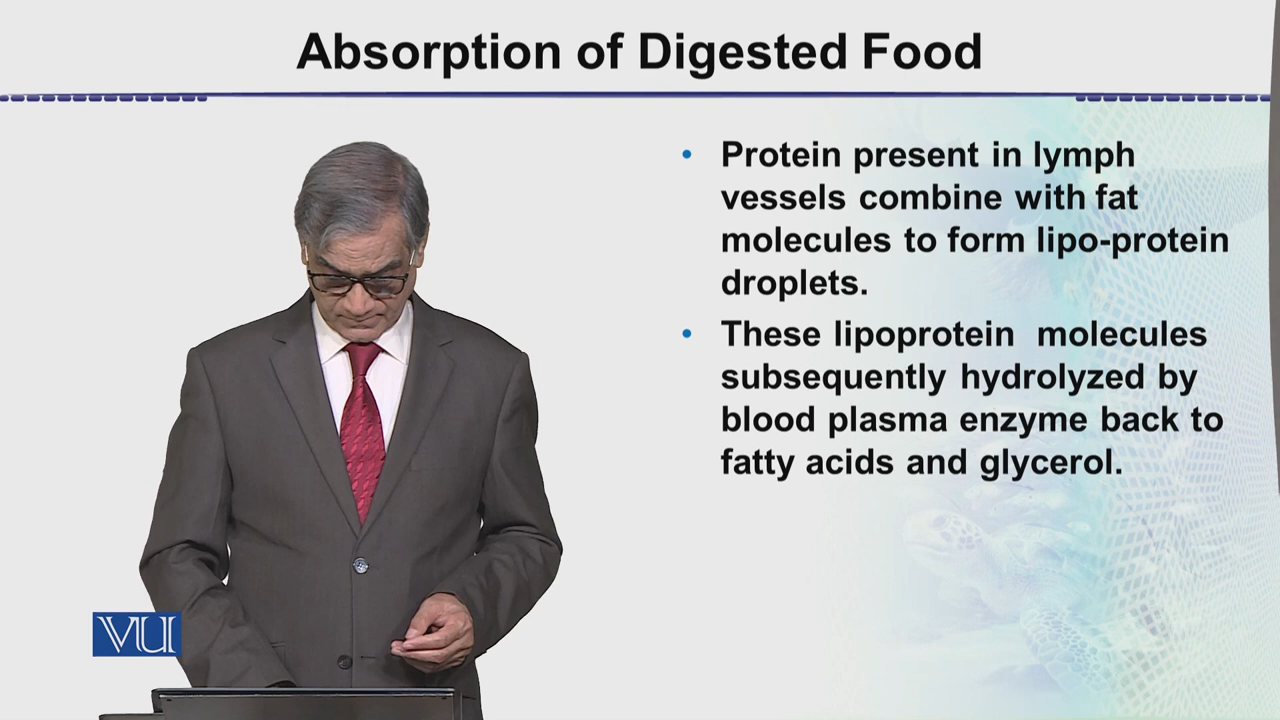 Absorption of Digested Food
• Protein present in lymph
vessels combine with fat
molecules to form lipo-protein
droplets.
• These lipoprotein molecules
subsequently hydrolyzed by
blood plasma enzyme back to
fatty acids and glycerol.
VU